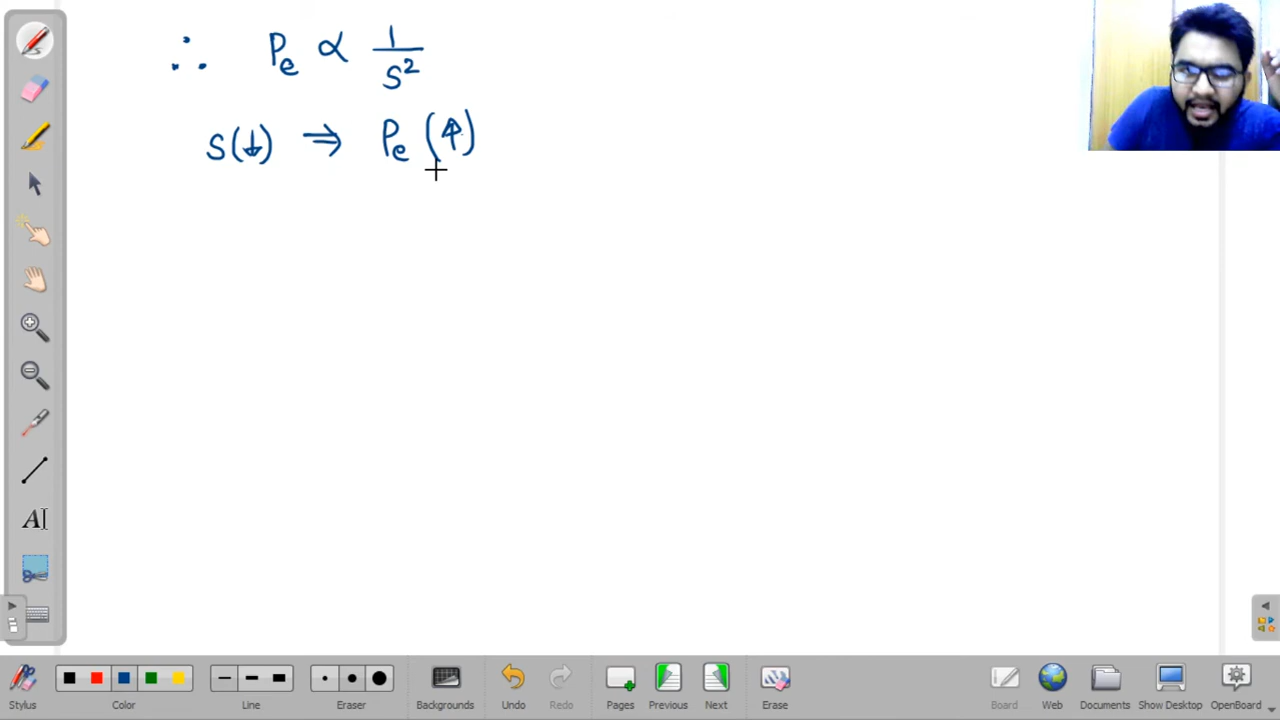 ∴ Pe ∝ 1/s²
s(↓) ⇒ Pe (↑)
Stylus
Color
Line
Eraser
Backgrounds
Undo
Redo
Pages
Previous
Next
Erase
Board
Web
Documents
Show Desktop
OpenBoard